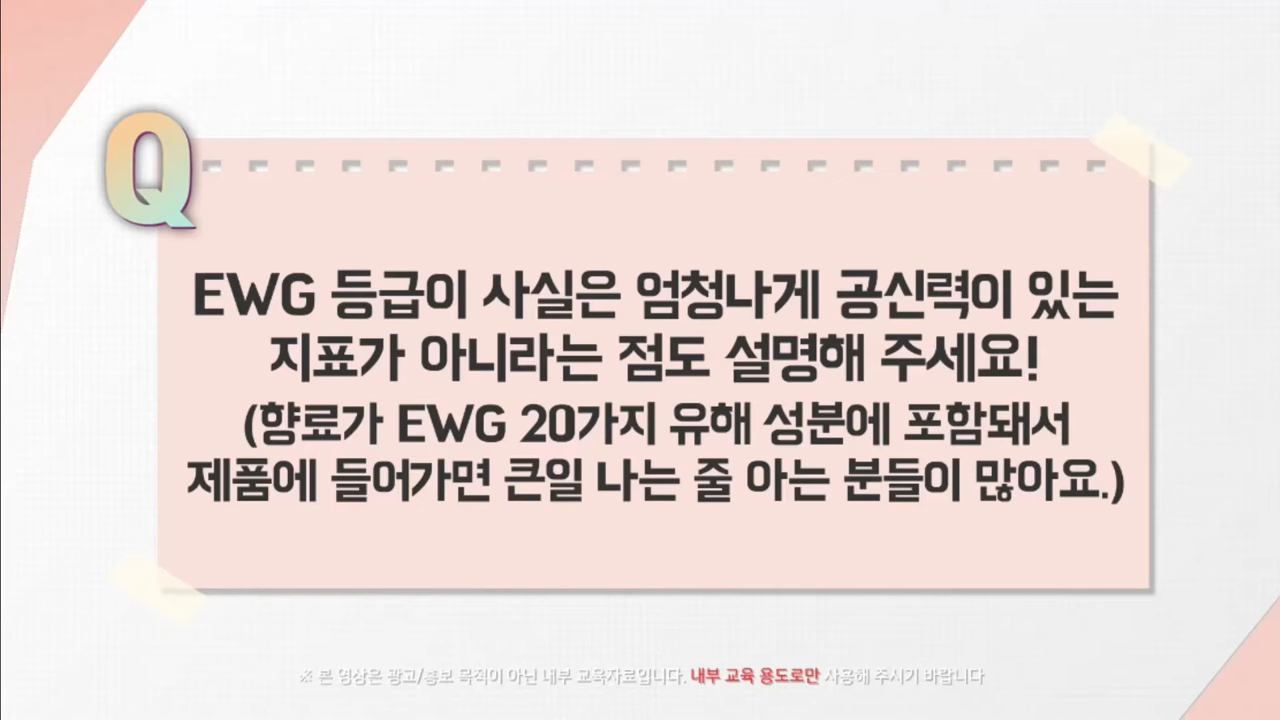 Q
EWG 등급이 사실은 엄청나게 공신력이 있는
지표가 아니라는 점도 설명해 주세요!
(향료가 EWG 20가지 유해 성분에 포함돼서
제품에 들어가면 큰일 나는 줄 아는 분들이 많아요.)
※ 본 영상은 광고/홍보 목적이 아닌 내부 교육자료입니다. 내부 교육 용도로만 사용해 주시기 바랍니다